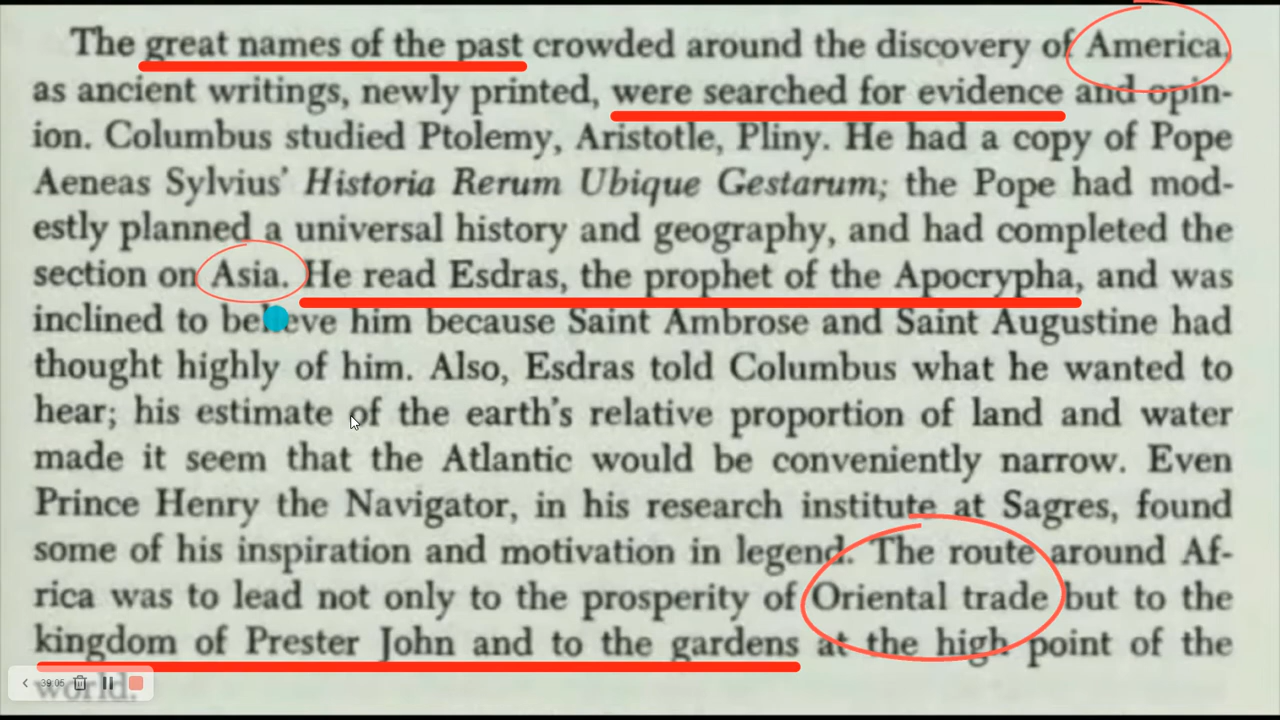 The great names of the past crowded around the discovery of America,
as ancient writings, newly printed, were searched for evidence and opin-
ion. Columbus studied Ptolemy, Aristotle, Pliny. He had a copy of Pope
Aeneas Sylvius' Historia Rerum Ubique Gestarum; the Pope had mod-
estly planned a universal history and geography, and had completed the
section on Asia. He read Esdras, the prophet of the Apocrypha, and was
inclined to believe him because Saint Ambrose and Saint Augustine had
thought highly of him. Also, Esdras told Columbus what he wanted to
hear; his estimate of the earth's relative proportion of land and water
made it seem that the Atlantic would be conveniently narrow. Even
Prince Henry the Navigator, in his research institute at Sagres, found
some of his inspiration and motivation in legend. The route around Af-
rica was to lead not only to the prosperity of Oriental trade but to the
kingdom of Prester John and to the gardens at the high point of the
world.
39:05